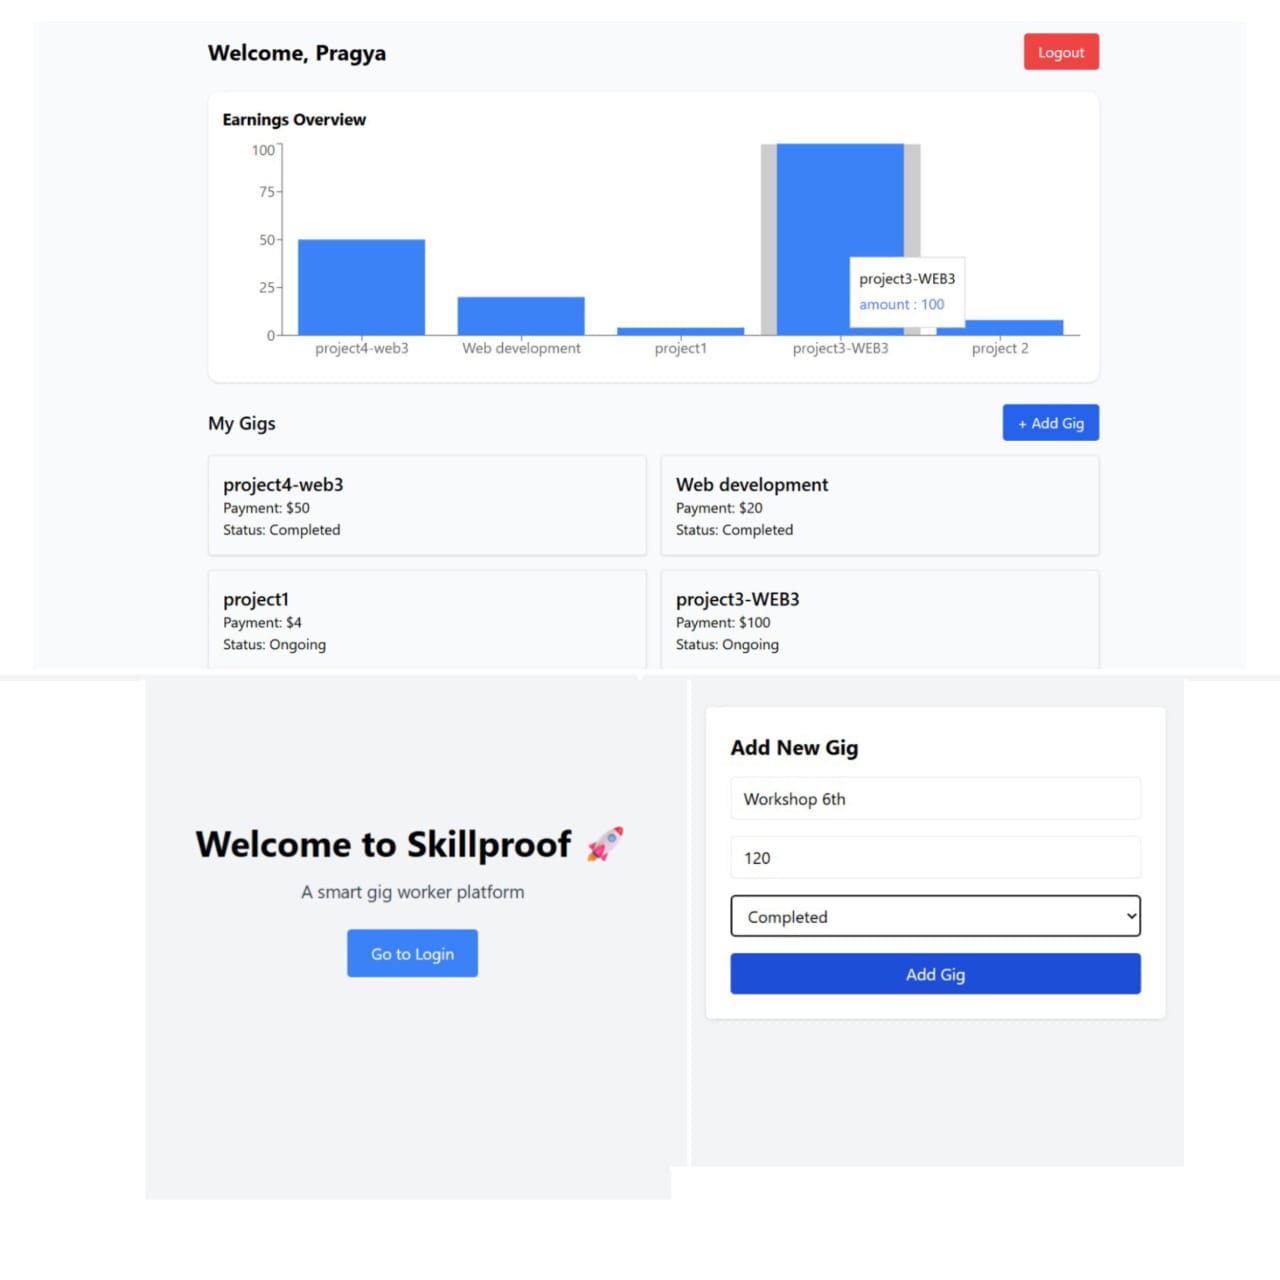 Welcome, Pragya
Logout
Earnings Overview
100
75
50
25
0
project4-web3
Web development
project1
project3-WEB3
project 2
project3-WEB3
amount : 100
My Gigs
+ Add Gig
project4-web3
Payment: $50
Status: Completed
Web development
Payment: $20
Status: Completed
project1
Payment: $4
Status: Ongoing
project3-WEB3
Payment: $100
Status: Ongoing
Welcome to Skillproof 🚀
A smart gig worker platform
Go to Login
Add New Gig
Workshop 6th
120
Completed
Add Gig